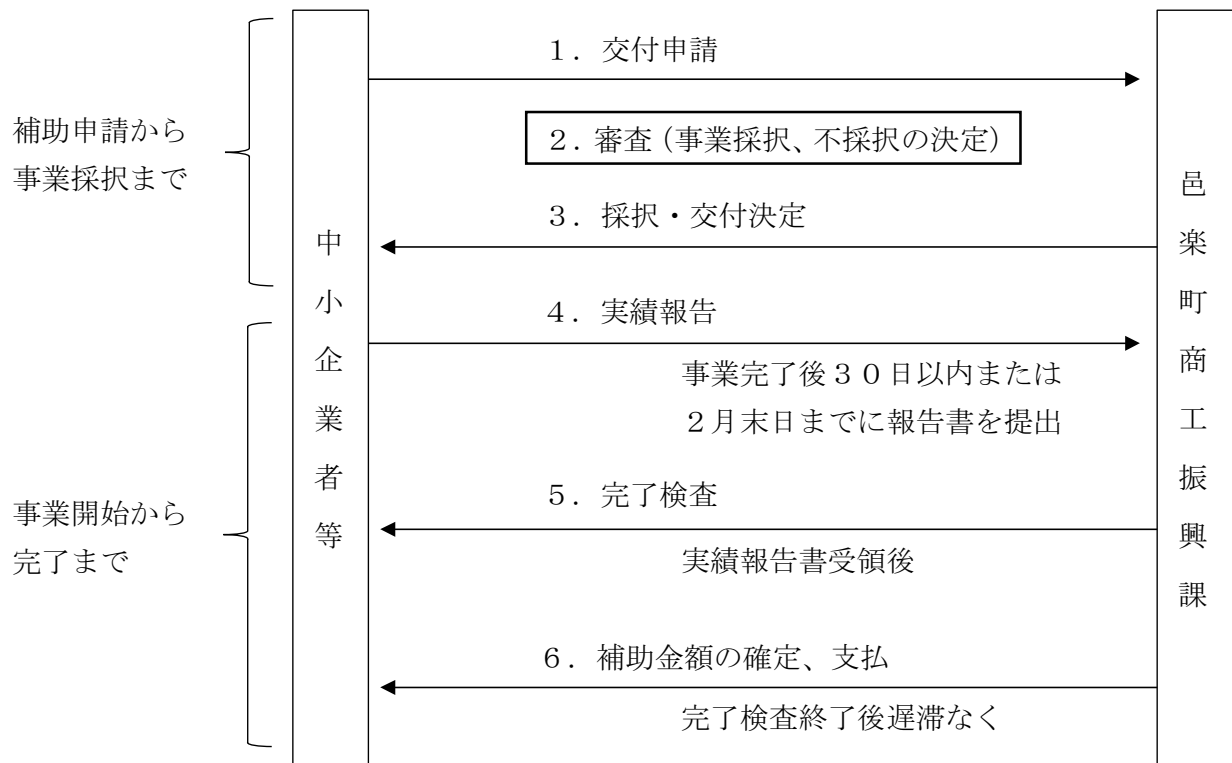 １．交付申請
補助申請から
事業採択まで
２．審査（事業採択、不採択の決定）
３．採択・交付決定
中小企業者等
邑楽町商工振興課
４．実績報告
事業完了後３０日以内または
２月末日までに報告書を提出
事業開始から
完了まで
５．完了検査
実績報告書受領後
６．補助金額の確定、支払
完了検査終了後遅滞なく